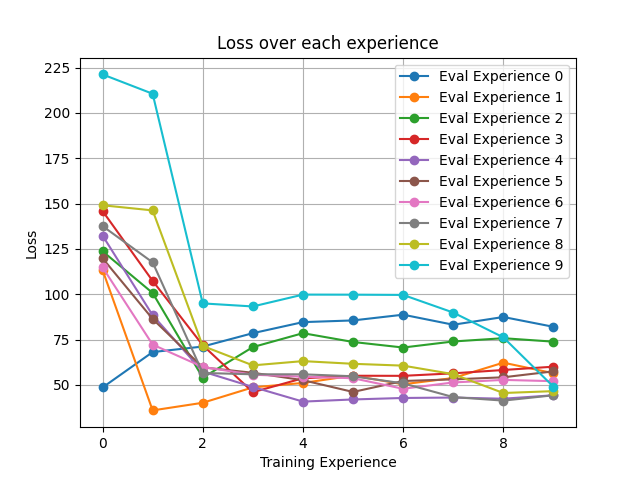 Loss over each experience
225
200
175
150
125
100
75
50
Loss
0
2
4
6
8
Training Experience
Eval Experience 0
Eval Experience 1
Eval Experience 2
Eval Experience 3
Eval Experience 4
Eval Experience 5
Eval Experience 6
Eval Experience 7
Eval Experience 8
Eval Experience 9